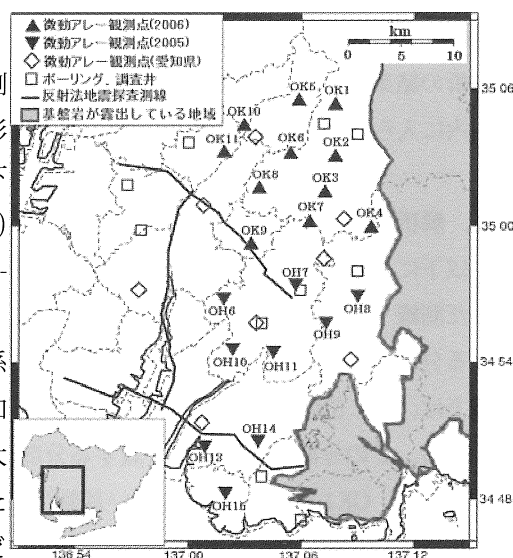 ▲微動アレー観測点(2006)
▼微動アレー観測点(2005)
◇微動アレー観測点(愛知県)
□ボーリング、調査井
反射法地震探査測線
基盤岩が露出している地域
km
0 5 10
OK5
OK1
OK10
OK11
OK6
OK2
OK8
OK3
OK7
OK4
OK9
OH7
OH6
OH8
OH9
OH10
OH11
OH14
OH13
OH15
35 06
35 00
34 54
34 48
136 54
137 00
137 06
137 12